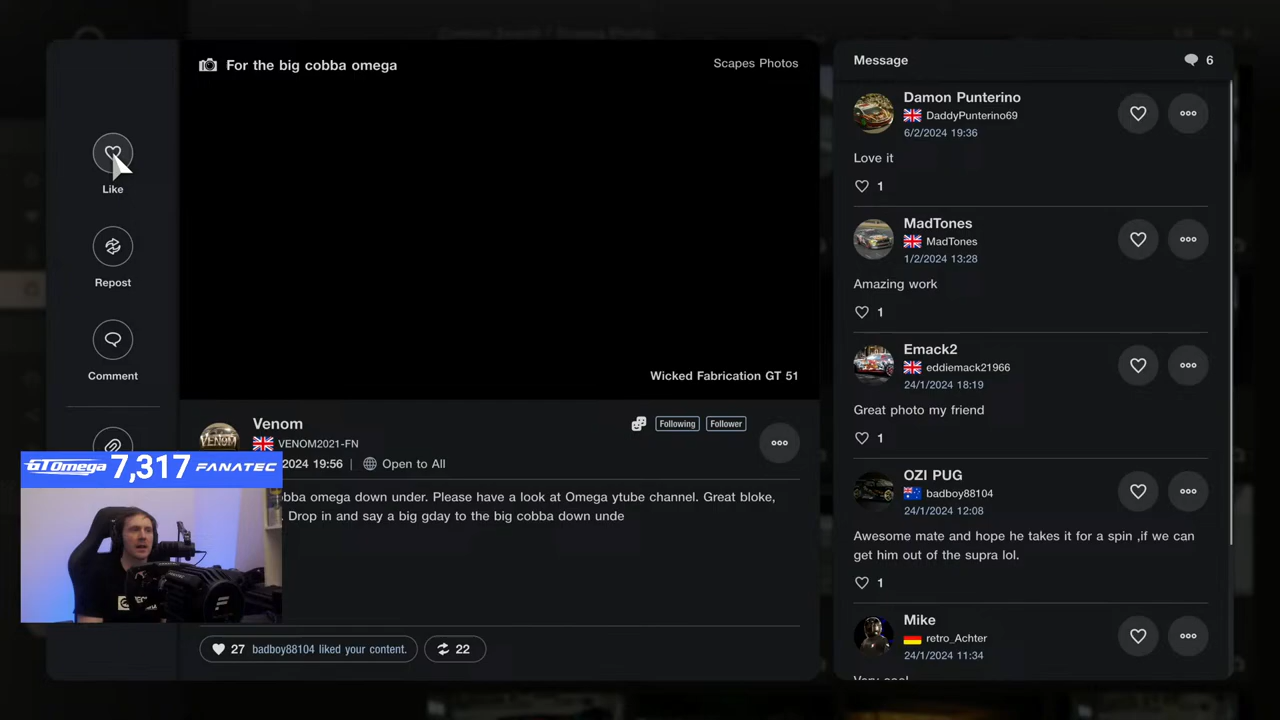 For the big cobba omega
Scapes Photos
Like
Repost
Comment
Wicked Fabrication GT 51
Venom
VENOM2021-FN
2024 19:56 | Open to All
Following
Follower
bba omega down under. Please have a look at Omega ytube channel. Great bloke,
. Drop in and say a big gday to the big cobba down unde
27 badboy88104 liked your content.
22
GTOmega 7,317 FANATEC
Message
6
Damon Punterino
DaddyPunterino69
6/2/2024 19:36
Love it
1
MadTones
MadTones
1/2/2024 13:28
Amazing work
1
Emack2
eddiemack21966
24/1/2024 18:19
Great photo my friend
1
OZI PUG
badboy88104
24/1/2024 12:08
Awesome mate and hope he takes it for a spin ,if we can
get him out of the supra lol.
1
Mike
retro_Achter
24/1/2024 11:34
Very cool